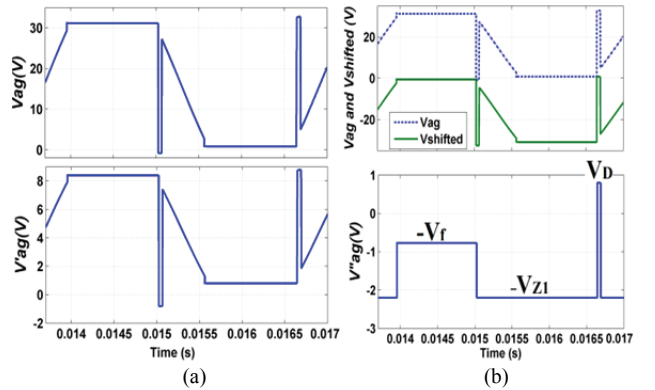 Vag(V)
30
20
10
0
V'ag(V)
8
6
4
2
0
-2
0.014 0.0145 0.015 0.0155 0.016 0.0165 0.017
Time (s)
(a)
Vag and Vshifted (V)
20
0
-20
Vag
Vshifted
V''ag(V)
1
0
-1
-2
-3
-Vf
-VZ1
VD
0.014 0.0145 0.015 0.0155 0.016 0.0165 0.017
Time (s)
(b)